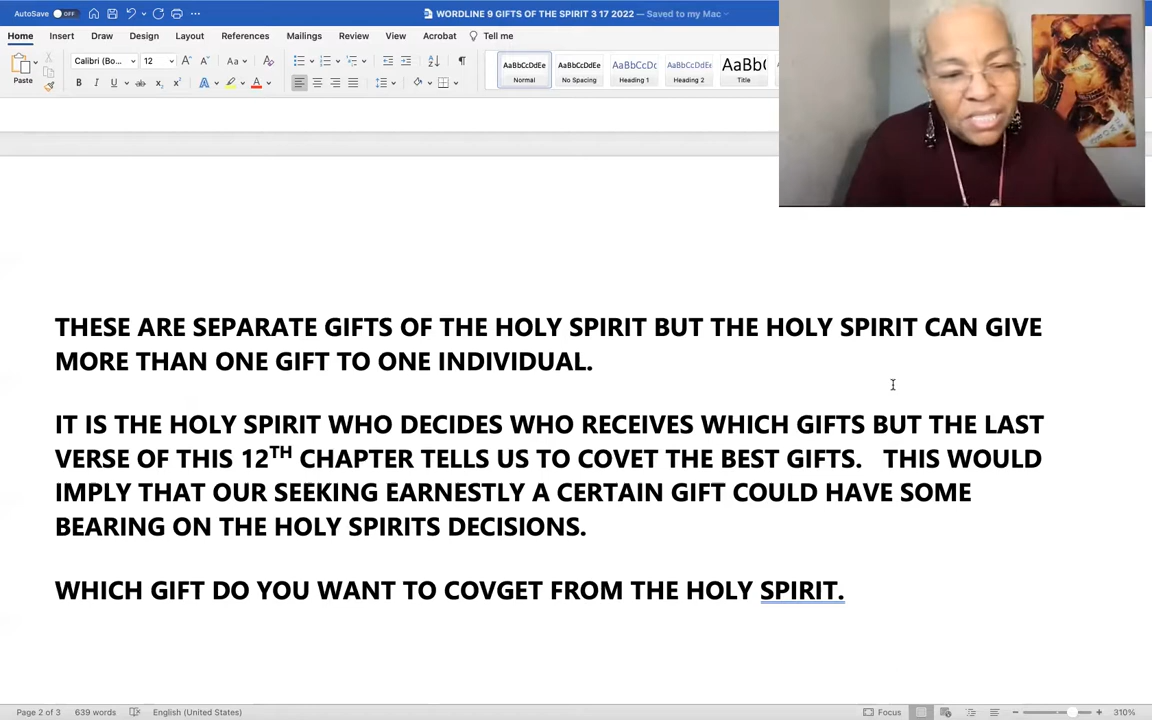 AutoSave OFF WORDLINE 9 GIFTS OF THE SPIRIT 3 17 2022 — Saved to my Mac
Home Insert Draw Design Layout References Mailings Review View Acrobat Tell me
Paste Calibri (Bo... 12 AaBbCcDdEe AaBbCcDdEe AaBbCcDc AaBbCcDdEe AaBb(
Normal No Spacing Heading 1 Heading 2 Title
THESE ARE SEPARATE GIFTS OF THE HOLY SPIRIT BUT THE HOLY SPIRIT CAN GIVE
MORE THAN ONE GIFT TO ONE INDIVIDUAL.
IT IS THE HOLY SPIRIT WHO DECIDES WHO RECEIVES WHICH GIFTS BUT THE LAST
VERSE OF THIS 12TH CHAPTER TELLS US TO COVET THE BEST GIFTS. THIS WOULD
IMPLY THAT OUR SEEKING EARNESTLY A CERTAIN GIFT COULD HAVE SOME
BEARING ON THE HOLY SPIRITS DECISIONS.
WHICH GIFT DO YOU WANT TO COVGET FROM THE HOLY SPIRIT.
Page 2 of 3 639 words English (United States) Focus 310%